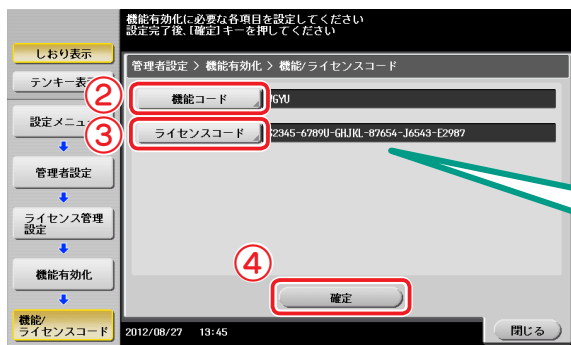 機能有効化に必要な各項目を設定してください
設定完了後、[確定]キーを押してください
しおり表示
管理者設定 > 機能有効化 > 機能/ライセンスコード
テンキー表
② 機能コード
設定メニュー
③ ライセンスコード 2345-6789U-GHJKL-87654-J6543-E2987
管理者設定
ライセンス管理
設定
④
機能有効化
確定
機能/
ライセンスコード
2012/08/27 13:45
閉じる